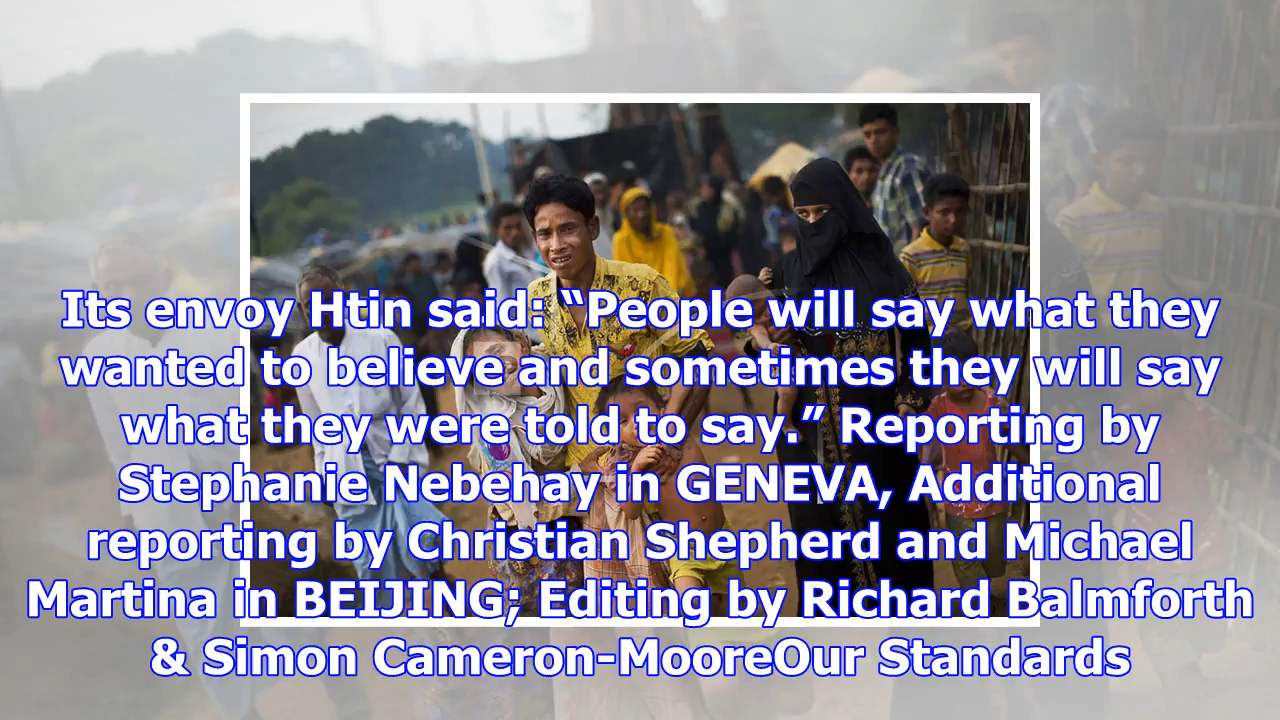 Its envoy Htin said: “People will say what they
wanted to believe and sometimes they will say
what they were told to say.” Reporting by
Stephanie Nebehay in GENEVA, Additional
reporting by Christian Shepherd and Michael
Martina in BEIJING; Editing by Richard Balmforth
& Simon Cameron-MooreOur Standards